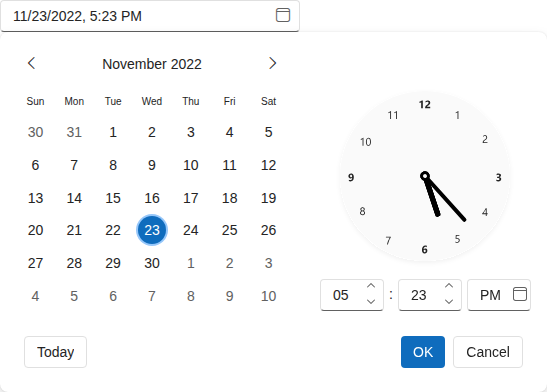 11/23/2022, 5:23 PM
November 2022
Sun Mon Tue Wed Thu Fri Sat
30 31 1 2 3 4 5
6 7 8 9 10 11 12
13 14 15 16 17 18 19
20 21 22 23 24 25 26
27 28 29 30 1 2 3
4 5 6 7 8 9 10
12
11 1
10 2
9 3
8 4
7 5
6
05 : 23 PM
Today OK Cancel